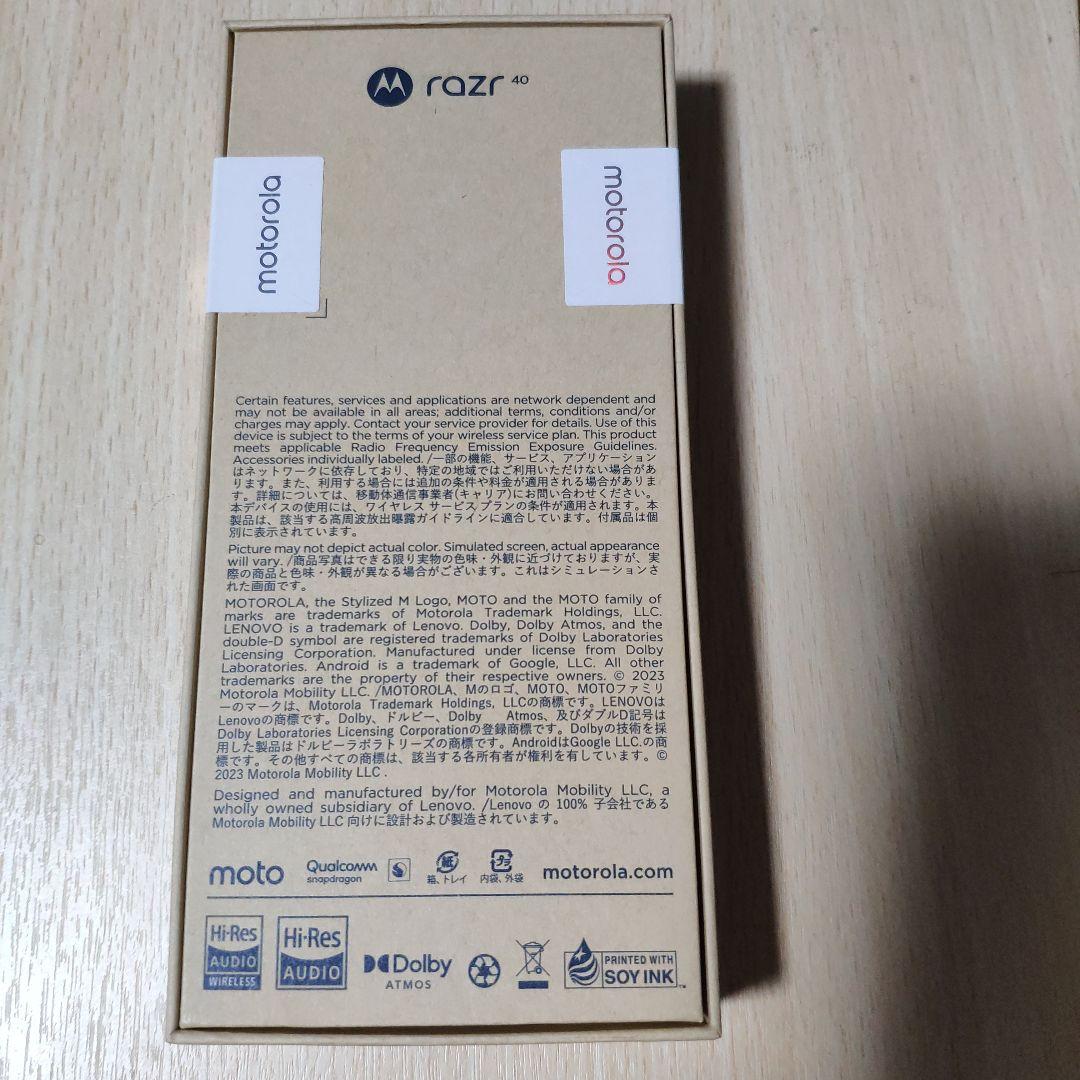 razr 40
motorola
motorola
Certain features, services and applications are network dependent and
may not be available in all areas; additional terms, conditions and/or
charges may apply. Contact your service provider for details. Use of this
device is subject to the terms of your wireless service plan. This product
meets applicable Radio Frequency Emission Exposure Guidelines.
Accessories individually labeled. /一部の機能、サービス、アプリケーション
はネットワークに依存しており、特定の地域ではご利用いただけない場合があ
ります。また、利用する場合には追加の条件や料金が適用される場合がありま
す。詳細については、移動体通信事業者(キャリア)にお問い合わせください。
本デバイスの使用には、ワイヤレス サービス プランの条件が適用されます。本
製品は、該当する高周波放出曝露ガイドラインに適合しています。付属品は個
別に表示されています。
Picture may not depict actual color. Simulated screen, actual appearance
will vary. /商品写真はできる限り実物の色味・外観に近づけておりますが、実
際の商品と色味・外観が異なる場合がございます。これはシミュレーションさ
れた画面です。
MOTOROLA, the Stylized M Logo, MOTO and the MOTO family of
marks are trademarks of Motorola Trademark Holdings, LLC.
LENOVO is a trademark of Lenovo. Dolby, Dolby Atmos, and the
double-D symbol are registered trademarks of Dolby Laboratories
Licensing Corporation. Manufactured under license from Dolby
Laboratories. Android is a trademark of Google, LLC. All other
trademarks are the property of their respective owners. © 2023
Motorola Mobility LLC. /MOTOROLA、Mのロゴ、MOTO、MOTOファミリ
ーのマークは、Motorola Trademark Holdings, LLCの商標です。LENOVOは
Lenovoの商標です。Dolby、ドルビー、Dolby Atmos、及びダブルD記号は
Dolby Laboratories Licensing Corporationの登録商標です。Dolbyの技術を採
用した製品はドルビーラボラトリーズの商標です。AndroidはGoogle LLC.の商
標です。その他すべての商標は、該当する各所有者が権利を有しています。©
2023 Motorola Mobility LLC .
Designed and manufactured by/for Motorola Mobility LLC, a
wholly owned subsidiary of Lenovo. /Lenovo の 100% 子会社である
Motorola Mobility LLC 向けに設計および製造されています。
moto Qualcomm snapdragon 紙 箱、トレイ プラ 内袋、外袋 motorola.com
Hi-Res AUDIO WIRELESS
Hi-Res AUDIO
Dolby ATMOS
PRINTED WITH SOY INK™